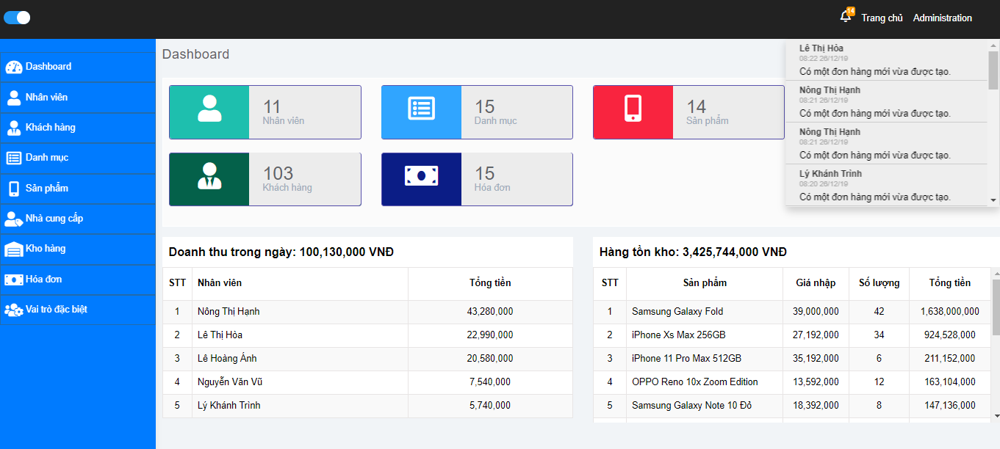 14
Trang chủ Administration
Dashboard
Nhân viên
Khách hàng
Danh mục
Sản phẩm
Nhà cung cấp
Kho hàng
Hóa đơn
Vai trò đặc biệt
Dashboard
11
Nhân viên
15
Danh mục
14
Sản phẩm
103
Khách hàng
15
Hóa đơn
Lê Thị Hòa
08:22 26/12/19
Có một đơn hàng mới vừa được tạo.
Nông Thị Hạnh
08:21 26/12/19
Có một đơn hàng mới vừa được tạo.
Nông Thị Hạnh
08:21 26/12/19
Có một đơn hàng mới vừa được tạo.
Lý Khánh Trình
08:20 26/12/19
Có một đơn hàng mới vừa được tạo.
Doanh thu trong ngày: 100,130,000 VNĐ
STT Nhân viên Tổng tiền
1 Nông Thị Hạnh 43,280,000
2 Lê Thị Hòa 22,990,000
3 Lê Hoàng Ánh 20,580,000
4 Nguyễn Văn Vũ 7,540,000
5 Lý Khánh Trình 5,740,000
Hàng tồn kho: 3,425,744,000 VNĐ
STT Sản phẩm Giá nhập Số lượng Tổng tiền
1 Samsung Galaxy Fold 39,000,000 42 1,638,000,000
2 iPhone Xs Max 256GB 27,192,000 34 924,528,000
3 iPhone 11 Pro Max 512GB 35,192,000 6 211,152,000
4 OPPO Reno 10x Zoom Edition 13,592,000 12 163,104,000
5 Samsung Galaxy Note 10 Đỏ 18,392,000 8 147,136,000